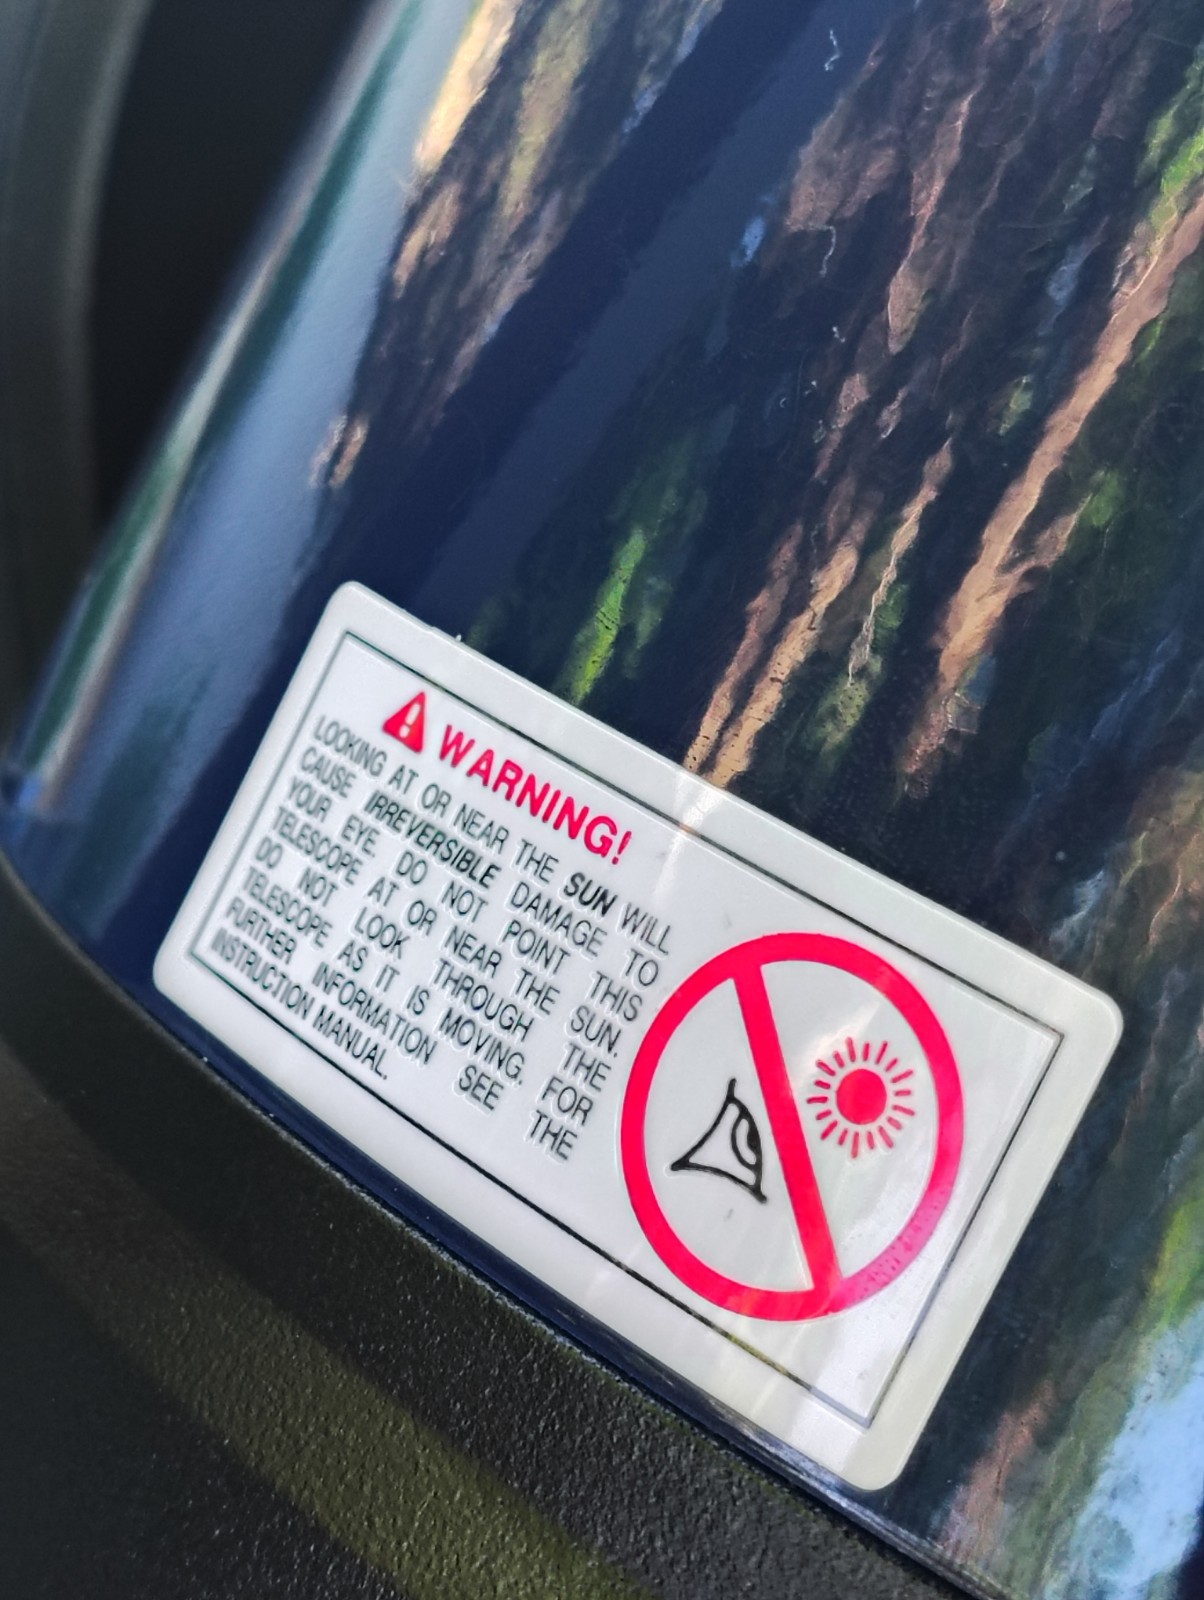 WARNING!
LOOKING AT OR NEAR THE SUN WILL
CAUSE IRREVERSIBLE DAMAGE TO
YOUR EYE. DO NOT POINT THIS
TELESCOPE AT OR NEAR THE SUN.
DO NOT LOOK THROUGH THE
TELESCOPE AS IT IS MOVING. FOR
FURTHER INFORMATION SEE THE
INSTRUCTION MANUAL.